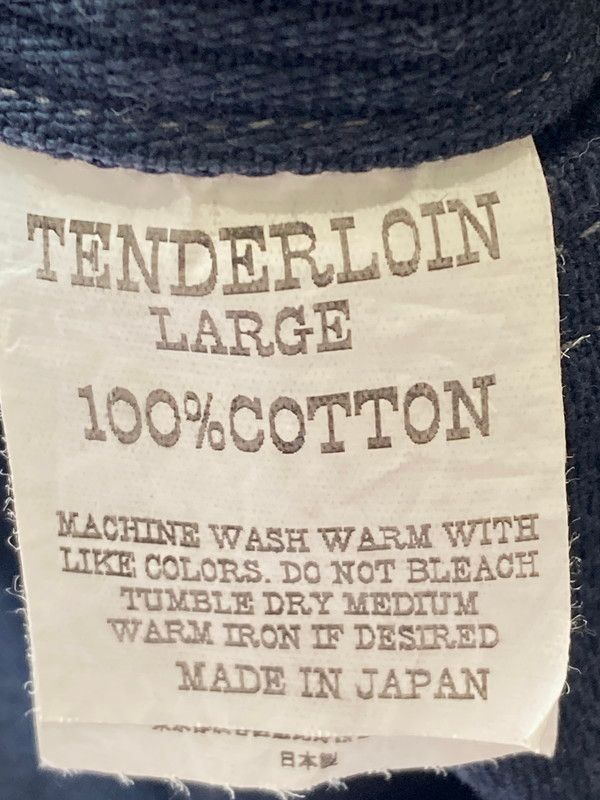 TENDERLOIN
LARGE
100%COTTON
MACHINE WASH WARM WITH
LIKE COLORS. DO NOT BLEACH
TUMBLE DRY MEDIUM
WARM IRON IF DESIRED
MADE IN JAPAN
日本製